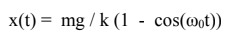 x(t) = mg / k (1 - cos(ω₀t))